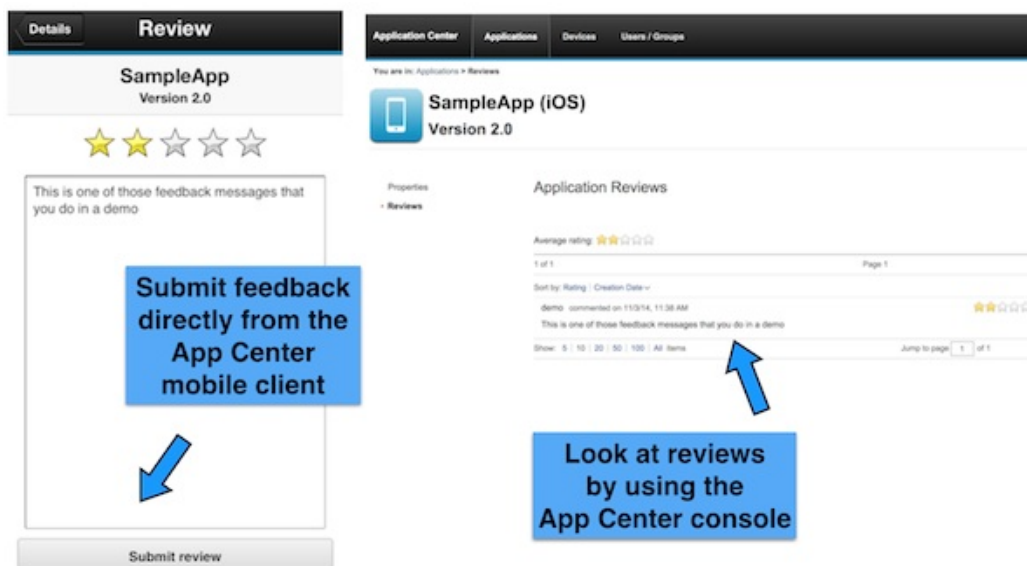 Details
Review
SampleApp
Version 2.0
This is one of those feedback messages that
you do in a demo
Submit feedback
directly from the
App Center
mobile client
Submit review
Application Center
Applications
Devices
Users / Groups
You are in: Applications > Reviews
SampleApp (iOS)
Version 2.0
Properties
Reviews
Application Reviews
Average rating:
1 of 1
Page 1
Sort by: Rating | Creation Date
demo commented on 11/3/14, 11:38 AM
This is one of those feedback messages that you do in a demo
Show: 5 | 10 | 20 | 50 | 100 | All items
Jump to page 1 of 1
Look at reviews
by using the
App Center console